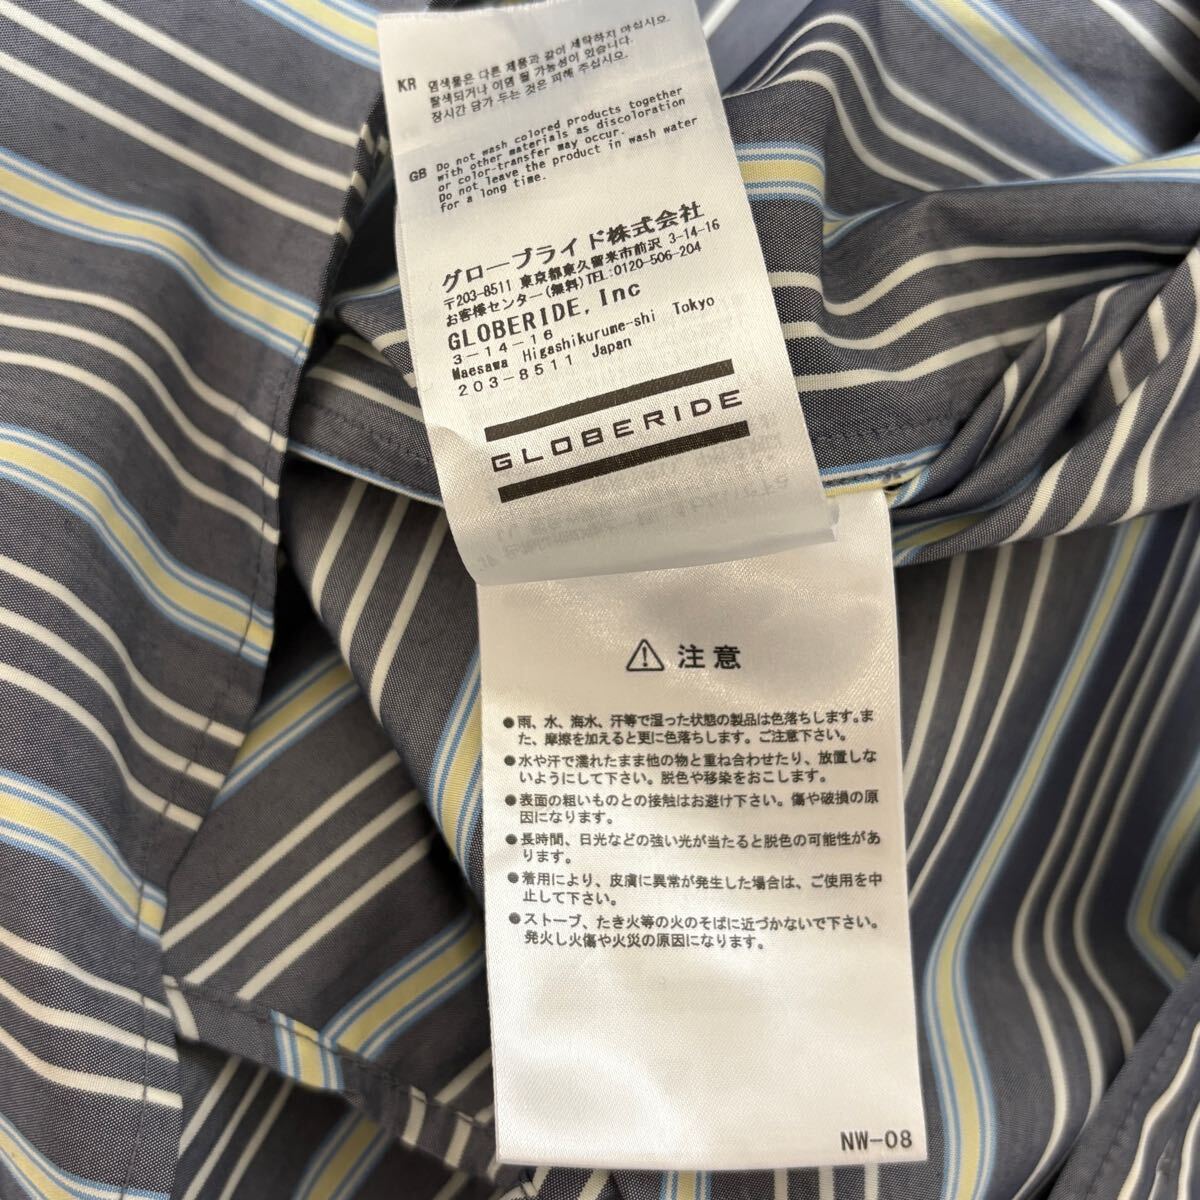 KR 염색물은 다른 제품과 같이 세탁하지 마십시오.
탈색되거나 이염 될 가능성이 있습니다.
장시간 담가 두는 것은 피해 주십시오.
GB Do not wash colored products together
with other materials as discoloration
or color-transfer may occur.
Do not leave the product in wash water
for a long time.
グローブライド株式会社
〒203-8511 東京都東久留米市前沢 3-14-16
お客様センター(無料)TEL:0120-506-204
GLOBERIDE, Inc
3-14-16
Maesawa Higashikurume-shi Tokyo
203-8511 Japan
GLOBERIDE
⚠ 注意
●雨、水、海水、汗等で湿った状態の製品は色落ちします。ま
た、摩擦を加えると更に色落ちします。ご注意下さい。
●水や汗で濡れたまま他の物と重ね合わせたり、放置しな
いようにして下さい。脱色や移染をおこします。
●表面の粗いものとの接触はお避け下さい。傷や破損の原
因になります。
●長時間、日光などの強い光が当たると脱色の可能性があ
ります。
●着用により、皮膚に異常が発生した場合は、ご使用を中
止して下さい。
●ストーブ、たき火等の火のそばに近づかないで下さい。
発火し火傷や火災の原因になります。
NW-08